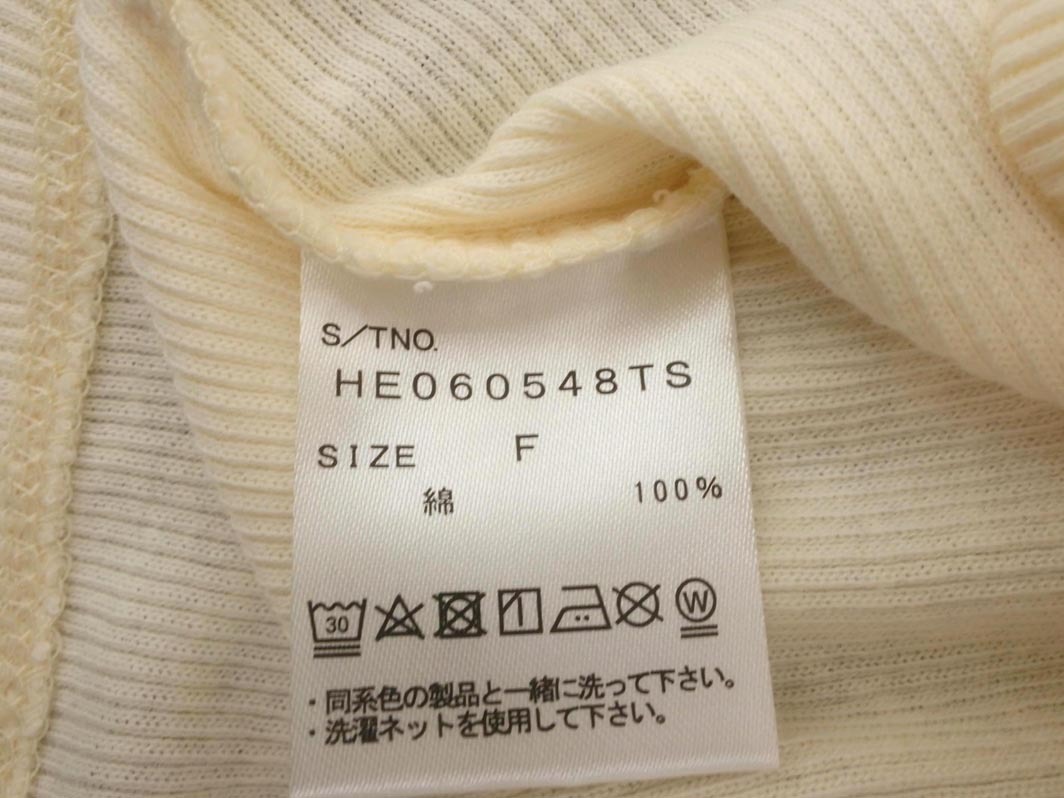 S/TNO.
HE060548TS
SIZE F
綿 100%
30 W
・同系色の製品と一緒に洗って下さい。
・洗濯ネットを使用して下さい。